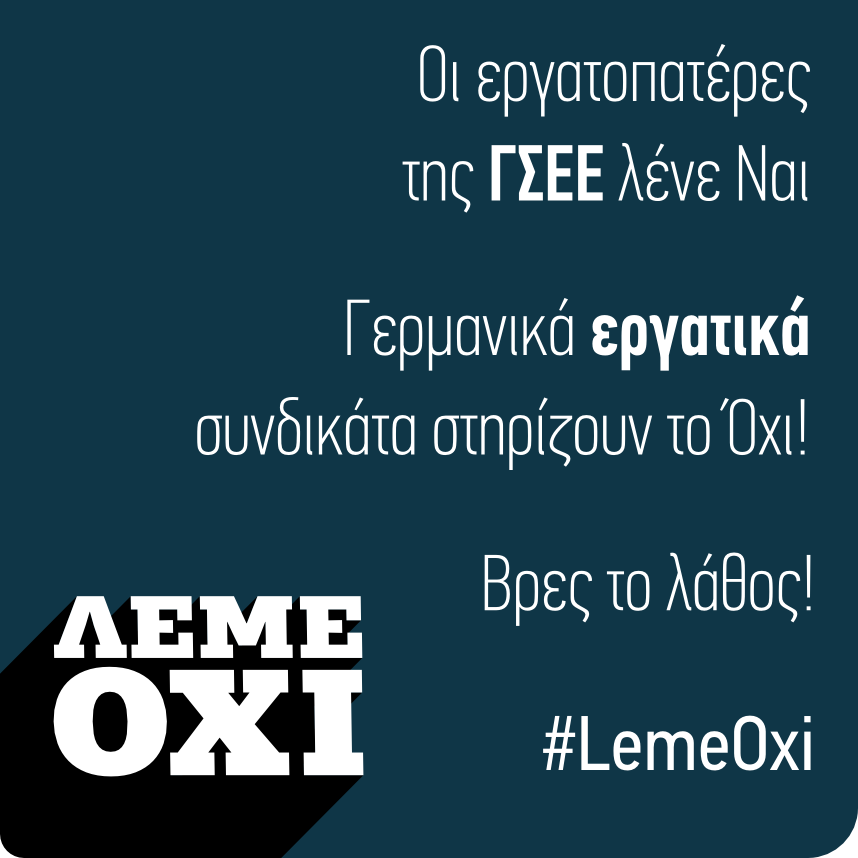 Οι εργατοπατέρες
της ΓΣΕΕ λένε Ναι
Γερμανικά εργατικά
συνδικάτα στηρίζουν το Όχι!
Βρες το λάθος!
ΛΕΜΕ
ΟΧΙ
#LemeOxi